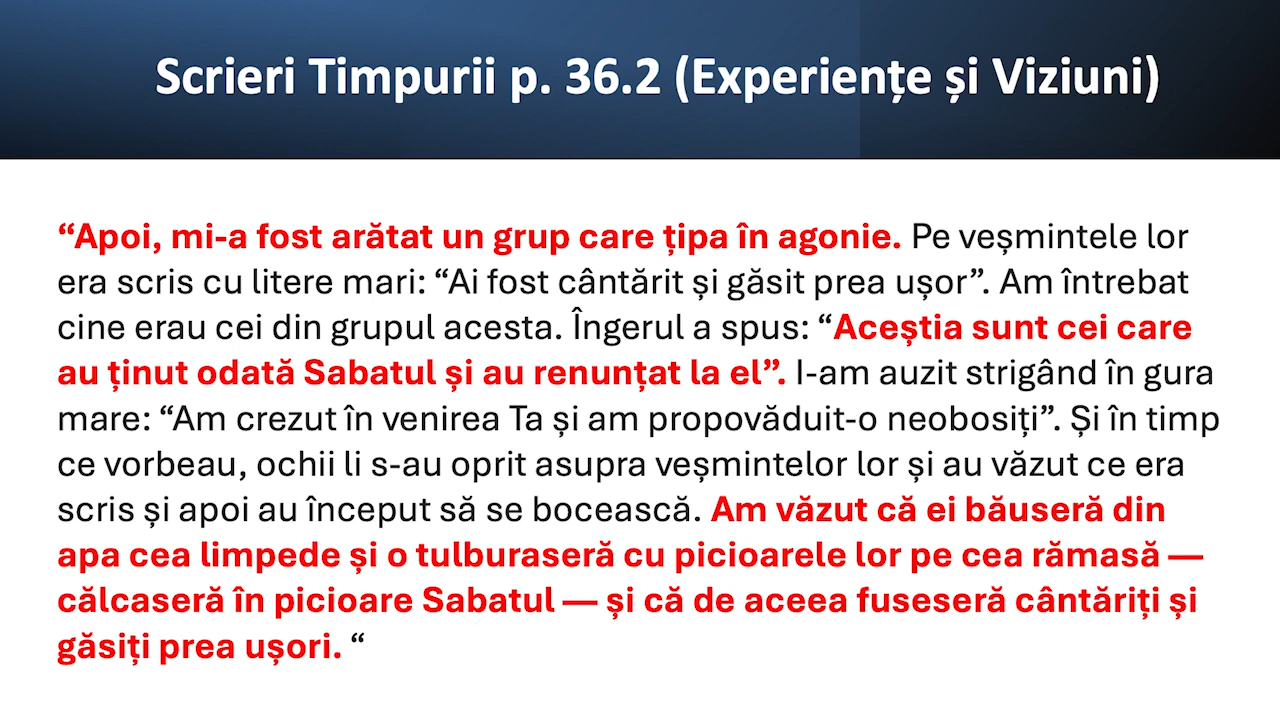 Scrieri Timpurii p. 36.2 (Experiențe și Viziuni)
“Apoi, mi-a fost arătat un grup care țipa în agonie. Pe veșmintele lor
era scris cu litere mari: “Ai fost cântărit și găsit prea ușor”. Am întrebat
cine erau cei din grupul acesta. Îngerul a spus: “Aceștia sunt cei care
au ținut odată Sabatul și au renunțat la el”. I-am auzit strigând în gura
mare: “Am crezut în venirea Ta și am propovăduit-o neobosiți”. Și în timp
ce vorbeau, ochii li s-au oprit asupra veșmintelor lor și au văzut ce era
scris și apoi au început să se bocească. Am văzut că ei băuseră din
apa cea limpede și o tulburaseră cu picioarele lor pe cea rămasă —
călcaseră în picioare Sabatul — și că de aceea fuseseră cântăriți și
găsiți prea ușori. “